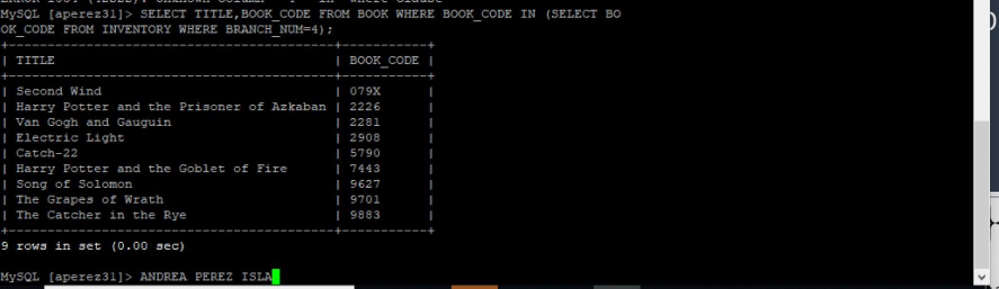 MySQL [aperez31]> SELECT TITLE,BOOK_CODE FROM BOOK WHERE BOOK_CODE IN (SELECT BO
OK_CODE FROM INVENTORY WHERE BRANCH_NUM=4);
+-----------------------------------------+-----------+
| TITLE | BOOK_CODE |
+-----------------------------------------+-----------+
| Second Wind | 079X |
| Harry Potter and the Prisoner of Azkaban | 2226 |
| Van Gogh and Gauguin | 2281 |
| Electric Light | 2908 |
| Catch-22 | 5790 |
| Harry Potter and the Goblet of Fire | 7443 |
| Song of Solomon | 9627 |
| The Grapes of Wrath | 9701 |
| The Catcher in the Rye | 9883 |
+-----------------------------------------+-----------+
9 rows in set (0.00 sec)
MySQL [aperez31]> ANDREA PEREZ ISLA